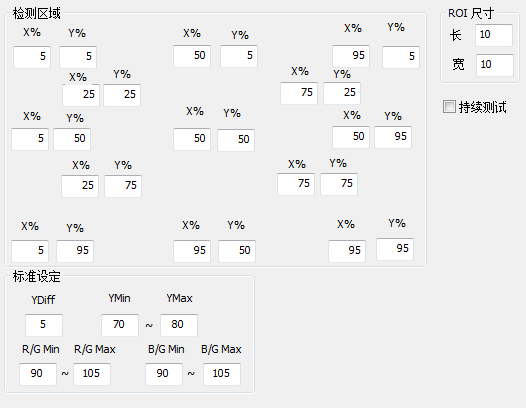 检测区域
X% Y% X% Y% X% Y%
5 5 50 5 95 5
X% Y% X% Y%
25 25 75 25
X% Y% X% Y% X% Y%
5 50 50 50 50 95
X% Y% X% Y%
25 75 75 75
X% Y% X% Y% X% Y%
5 95 95 50 95 95
ROI 尺寸
长 10
宽 10
持续测试
标准设定
YDiff YMin YMax
5 70 ~ 80
R/G Min R/G Max B/G Min B/G Max
90 ~ 105 90 ~ 105